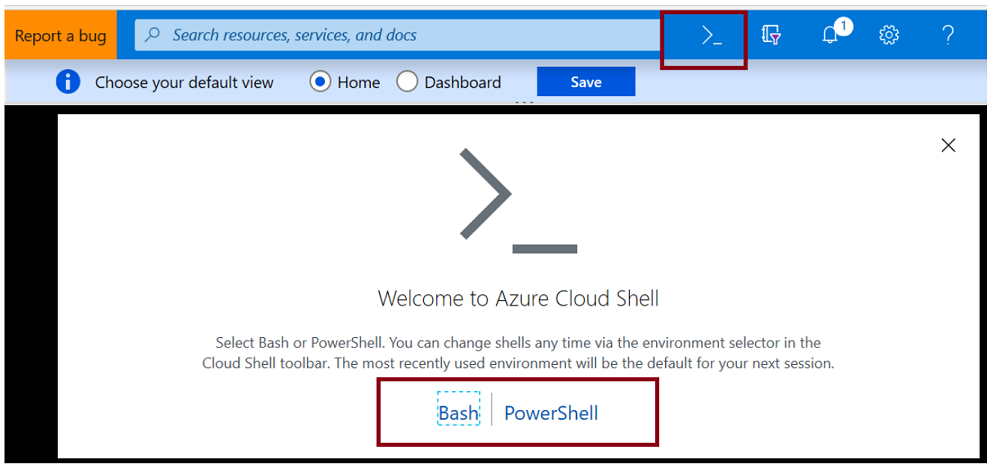 Report a bug
Search resources, services, and docs
1
Choose your default view
Home
Dashboard
Save
Welcome to Azure Cloud Shell
Select Bash or PowerShell. You can change shells any time via the environment selector in the
Cloud Shell toolbar. The most recently used environment will be the default for your next session.
Bash
PowerShell